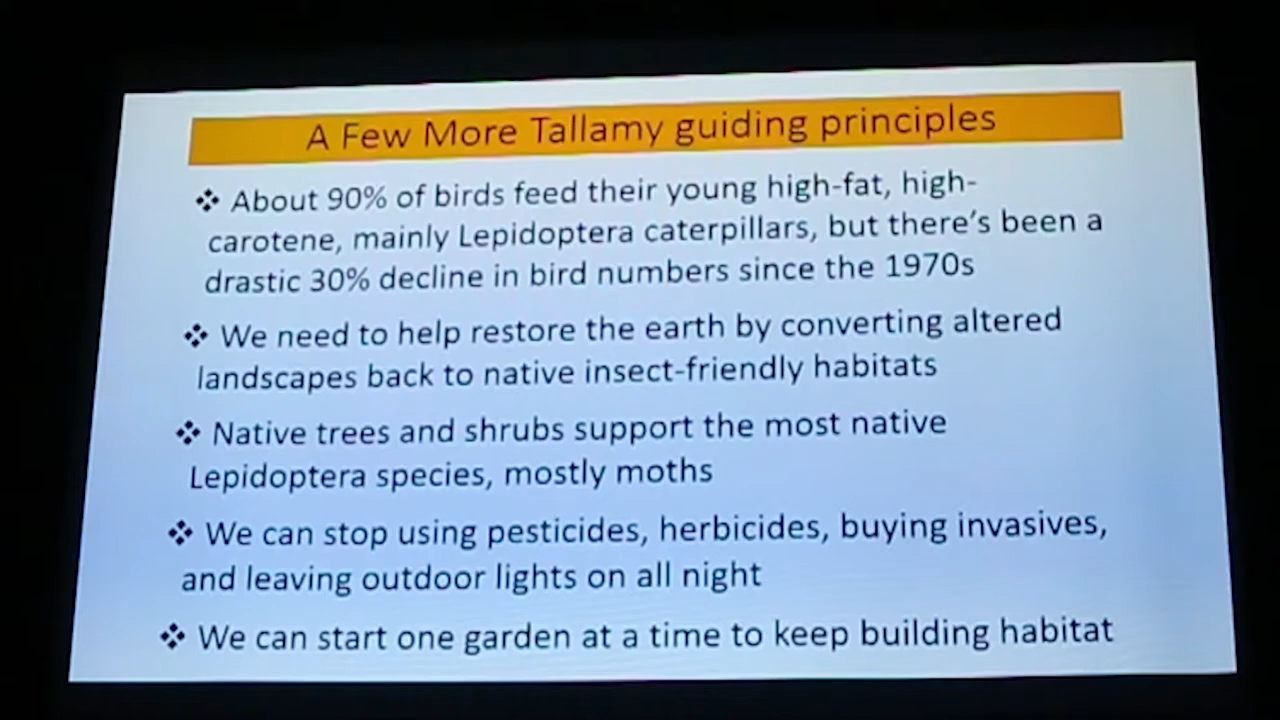 A Few More Tallamy guiding principles
❖ About 90% of birds feed their young high-fat, high-
carotene, mainly Lepidoptera caterpillars, but there's been a
drastic 30% decline in bird numbers since the 1970s
❖ We need to help restore the earth by converting altered
landscapes back to native insect-friendly habitats
❖ Native trees and shrubs support the most native
Lepidoptera species, mostly moths
❖ We can stop using pesticides, herbicides, buying invasives,
and leaving outdoor lights on all night
❖ We can start one garden at a time to keep building habitat